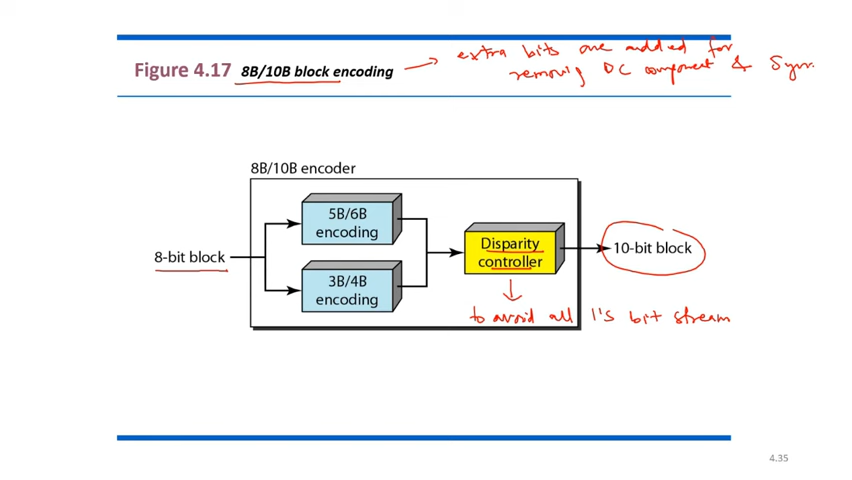 Figure 4.17 8B/10B block encoding
extra bits are added for
removing DC component & Syn.
8B/10B encoder
5B/6B
encoding
8-bit block
3B/4B
encoding
Disparity
controller
10-bit block
to avoid all 1's bit stream
4.35